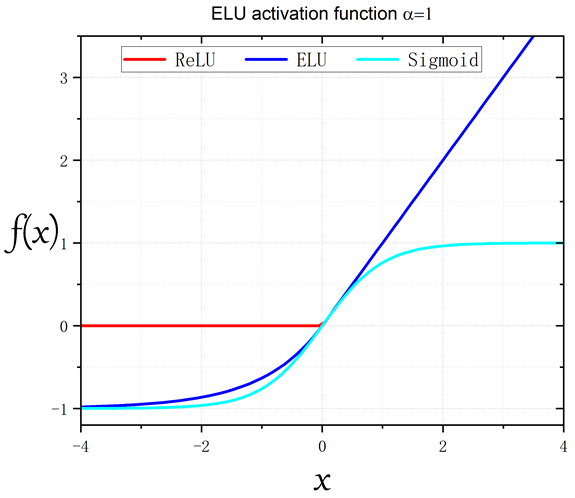 ELU activation function α=1
ReLU ELU Sigmoid
3
2
f(x) 1
0
-1
-4 -2 0 2 4
x